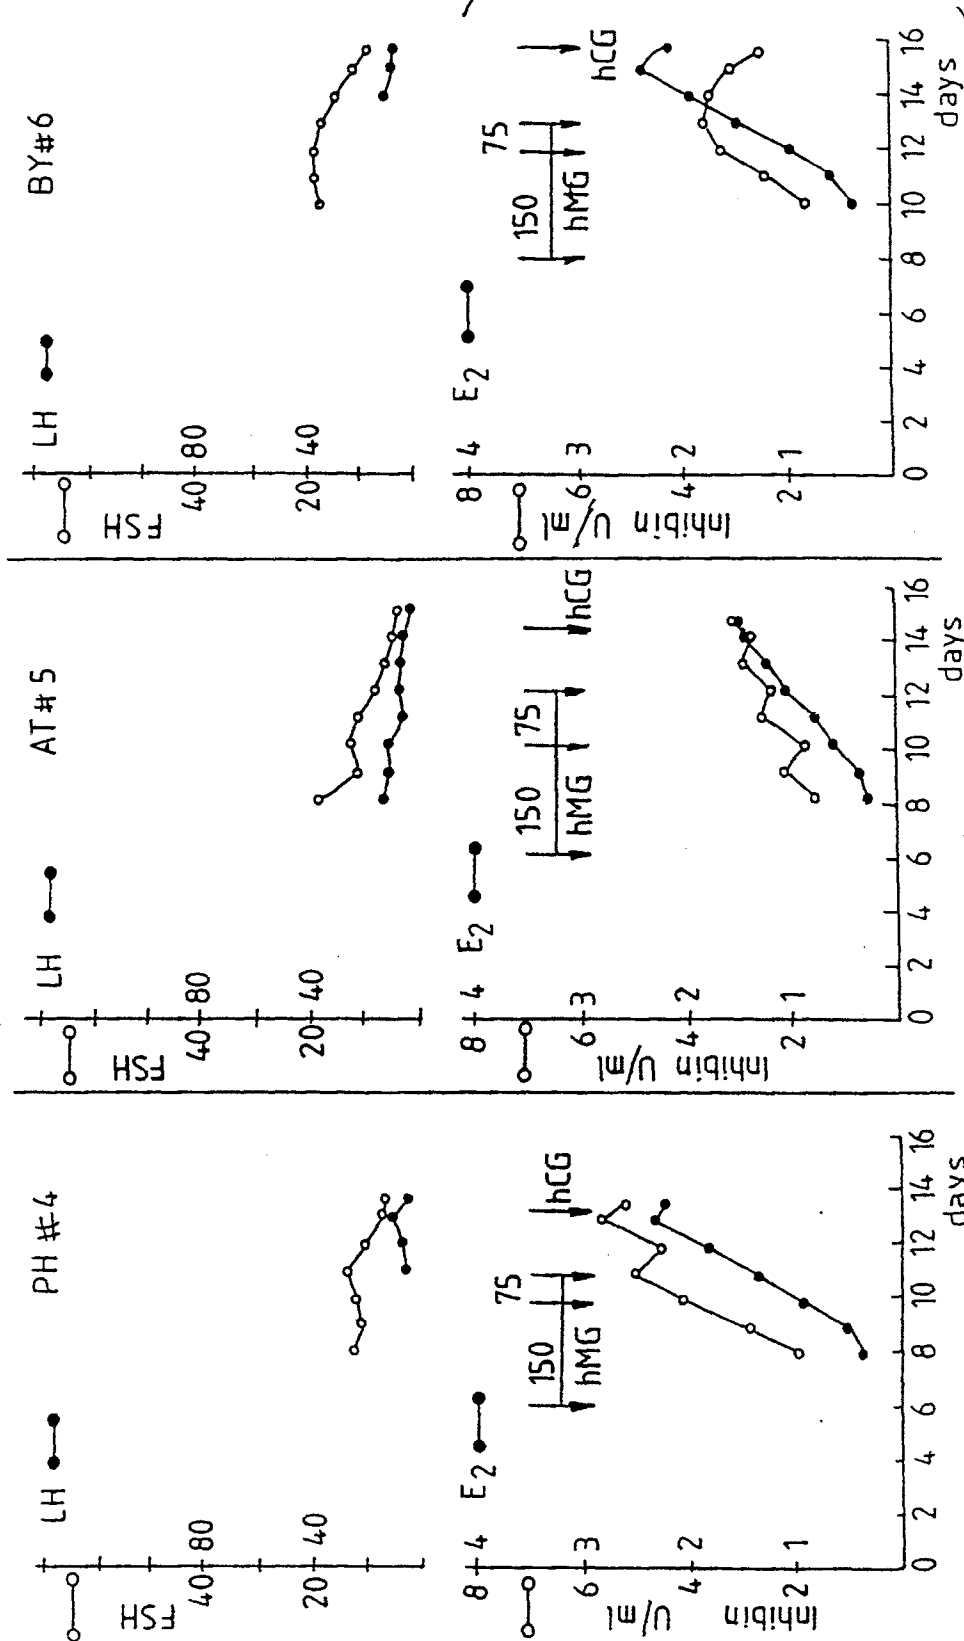 PH #4
LH
FSH
40 80
20 40
E2
150 75
hMG
hCG
8 4
6 3
4 2
2 1
Inhibin U/ml
0 2 4 6 8 10 12 14 16
days
AT #5
LH
FSH
40 80
20 40
E2
150 75
hMG
hCG
8 4
6 3
4 2
2 1
Inhibin U/ml
0 2 4 6 8 10 12 14 16
days
BY #6
LH
FSH
40 80
20 40
E2
150 75
hMG
hCG
8 4
6 3
4 2
2 1
Inhibin U/ml
0 2 4 6 8 10 12 14 16
days